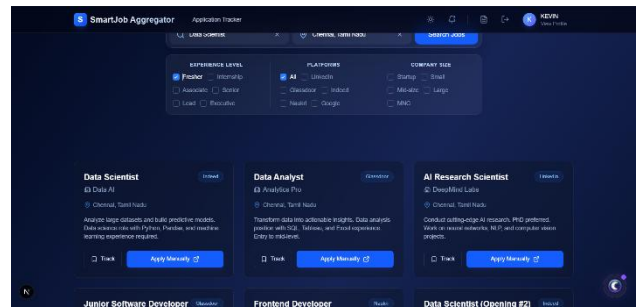 S SmartJob Aggregator Application Tracker KEVIN
View Profile
Data Scientist × Chennai, Tamil Nadu × Search Jobs
EXPERIENCE LEVEL PLATFORMS COMPANY SIZE
Fresher Internship All LinkedIn Startup Small
Associate Senior Glassdoor Indeed Mid-size Large
Lead Executive Naukri Google MNC
Data Scientist Indeed
Data AI
Chennai, Tamil Nadu
Analyze large datasets and build predictive models.
Data science role with Python, Pandas, and machine
learning experience required.
Track Apply Manually
Data Analyst Glassdoor
Analytics Pro
Chennai, Tamil Nadu
Transform data into actionable insights. Data analysis
position with SQL, Tableau, and Excel experience.
Entry to mid-level.
Track Apply Manually
AI Research Scientist LinkedIn
DeepMind Labs
Chennai, Tamil Nadu
Conduct cutting-edge AI research. PhD preferred.
Work on neural networks, NLP, and computer vision
projects.
Track Apply Manually
Junior Software Developer Glassdoor
Frontend Developer Naukri
Data Scientist (Opening #2) Indeed
N